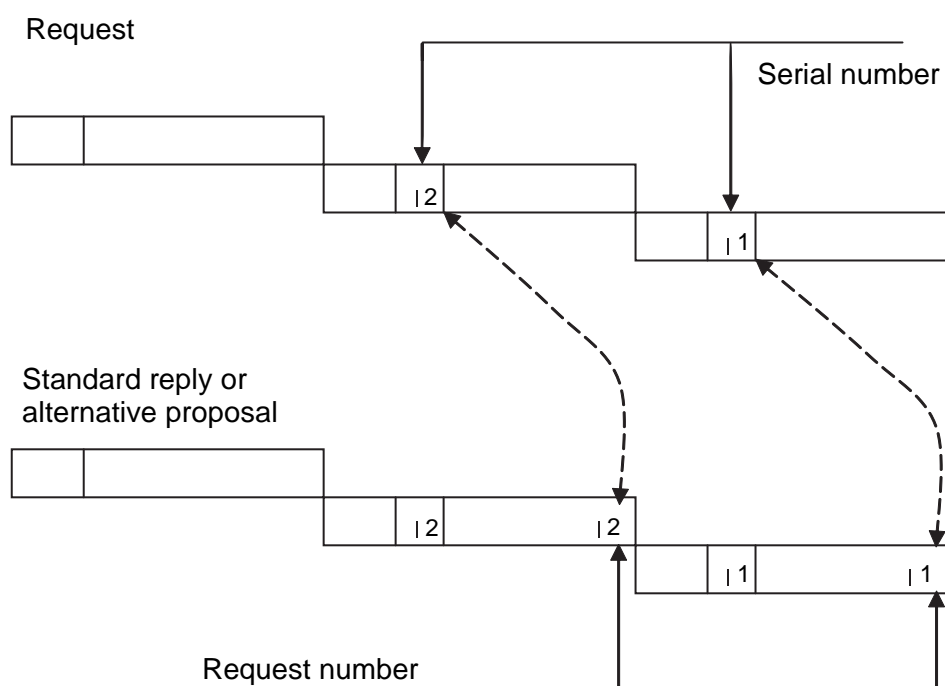 Request
Serial number
|2
|1
Standard reply or
alternative proposal
|2 |2
|1 |1
Request number